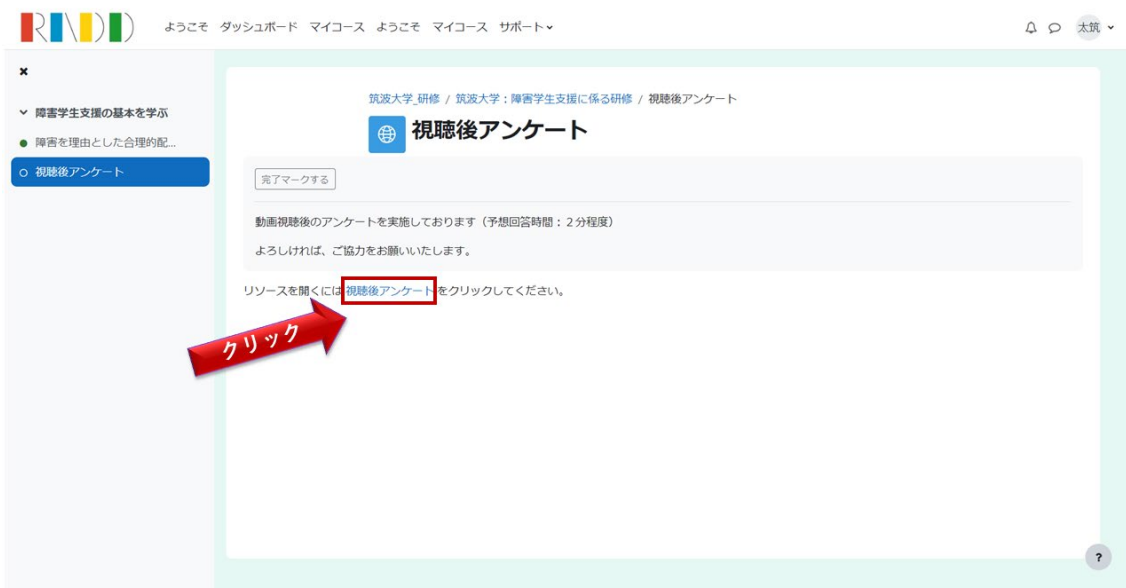 RADD
ようこそ ダッシュボード マイコース ようこそ マイコース サポート
太筑
障害学生支援の基本を学ぶ
障害を理由とした合理的配...
視聴後アンケート
筑波大学_研修 / 筑波大学:障害学生支援に係る研修 / 視聴後アンケート
視聴後アンケート
完了マークする
動画視聴後のアンケートを実施しております(予想回答時間:2分程度)
よろしければ、ご協力をお願いいたします。
リソースを開くには 視聴後アンケート をクリックしてください。
クリック
?